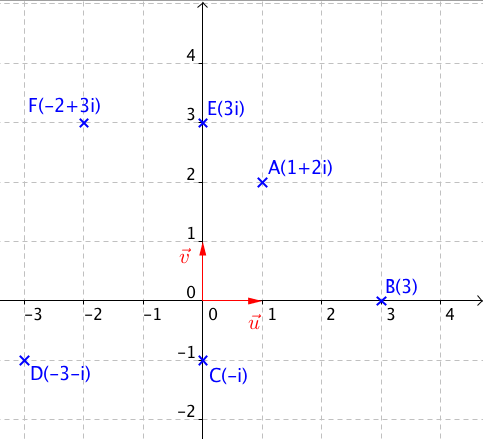 4
F(-2+3i)
3
E(3i)
A(1+2i)
2
1
v
0
B(3)
-3 -2 -1 0 1 2 3 4
u
-1
D(-3-i)
C(-i)
-2